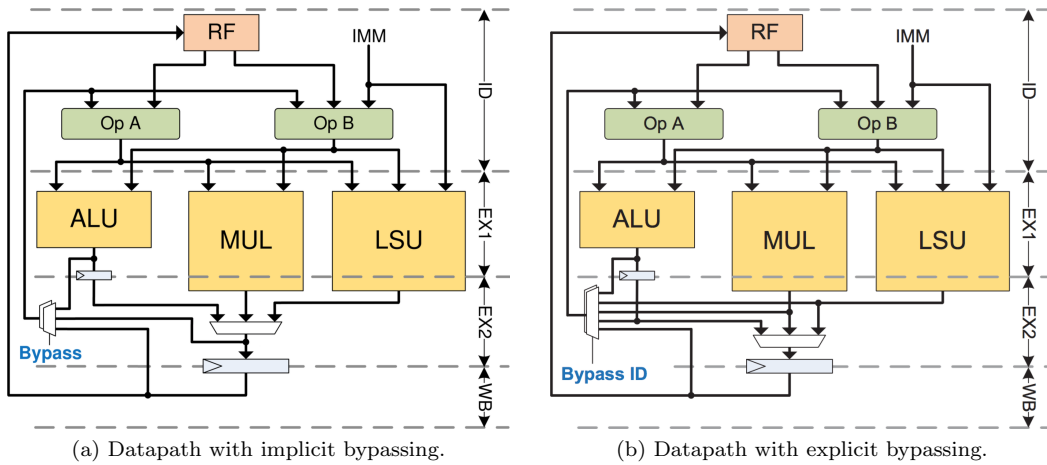 RF
IMM
ID
Op A
Op B
ALU
MUL
LSU
EX1
EX2
Bypass
WB
(a) Datapath with implicit bypassing.
RF
IMM
ID
Op A
Op B
ALU
MUL
LSU
EX1
EX2
Bypass ID
WB
(b) Datapath with explicit bypassing.